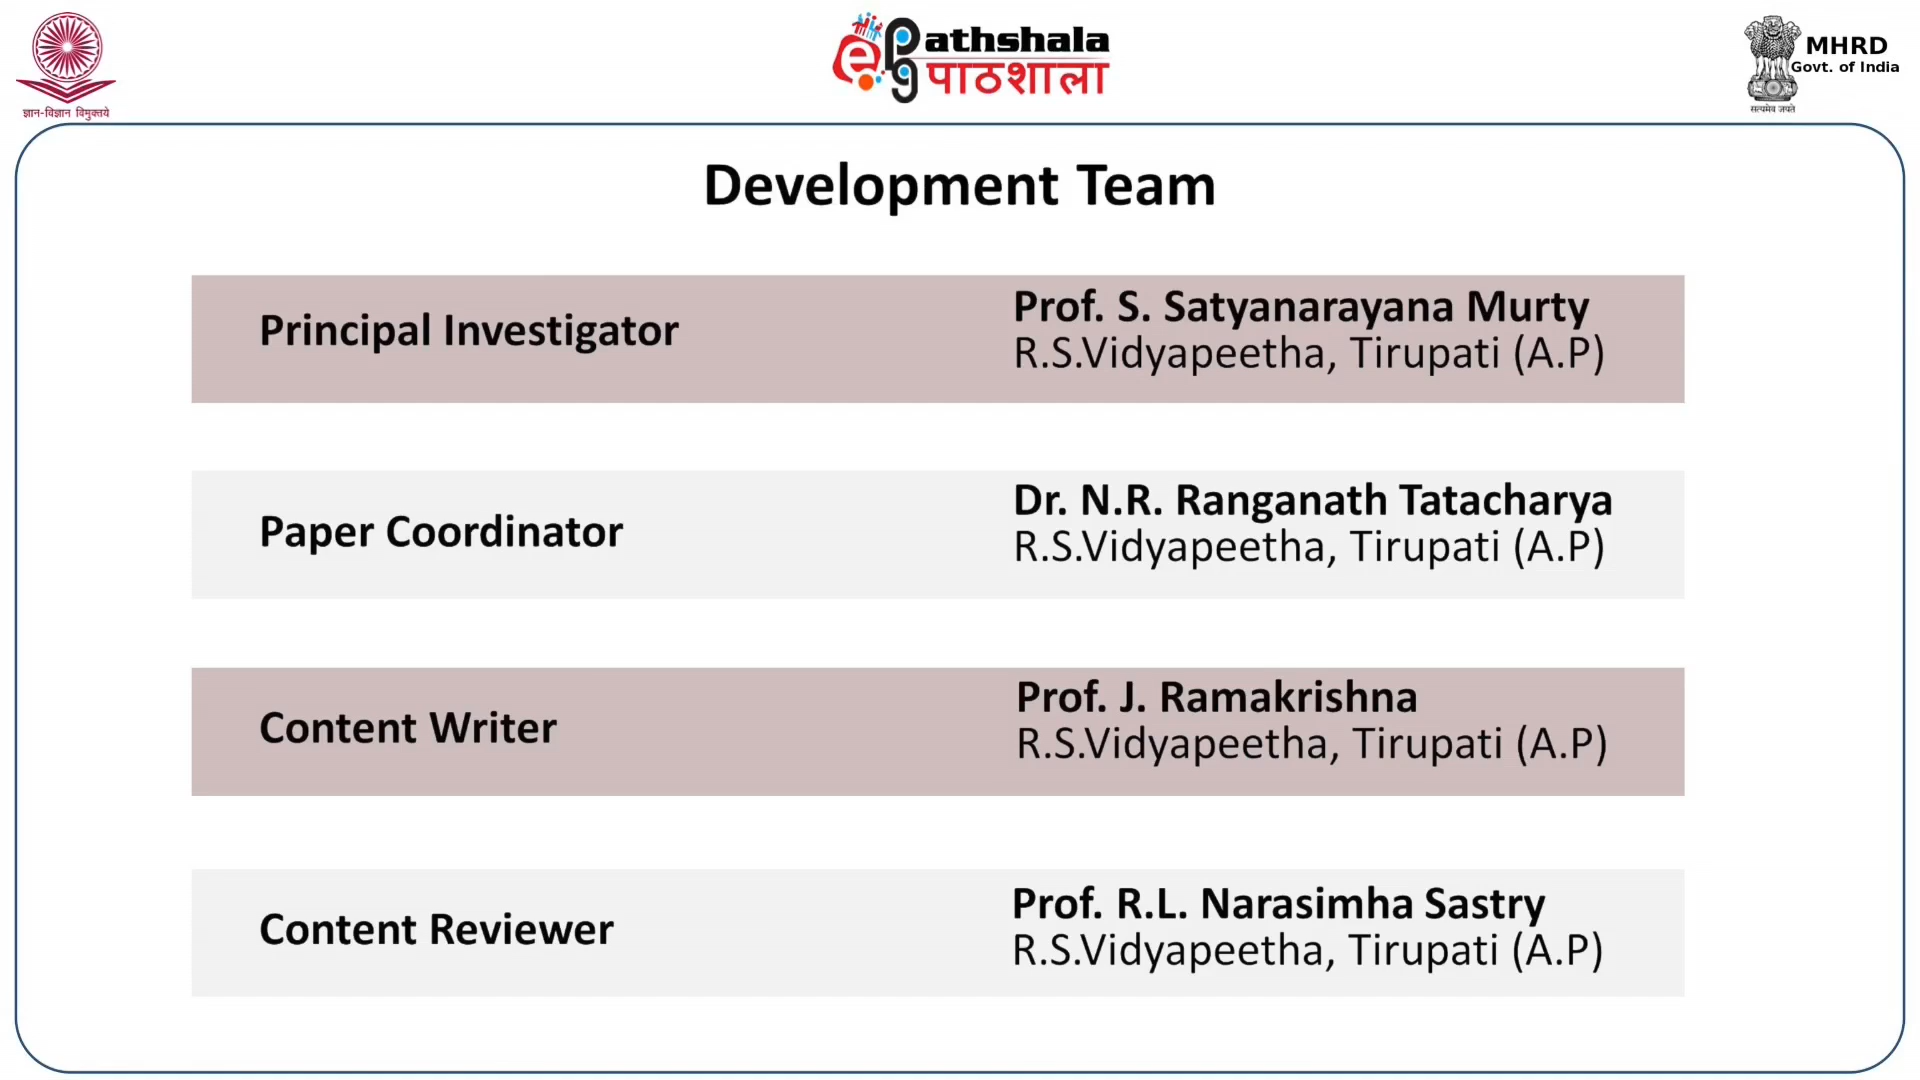 ज्ञान-विज्ञान विमुक्तये
e
pg
Pathshala
पाठशाला
MHRD
Govt. of India
सत्यमेव जयते
Development Team
Principal Investigator
Prof. S. Satyanarayana Murty
R.S.Vidyapeetha, Tirupati (A.P)
Paper Coordinator
Dr. N.R. Ranganath Tatacharya
R.S.Vidyapeetha, Tirupati (A.P)
Content Writer
Prof. J. Ramakrishna
R.S.Vidyapeetha, Tirupati (A.P)
Content Reviewer
Prof. R.L. Narasimha Sastry
R.S.Vidyapeetha, Tirupati (A.P)